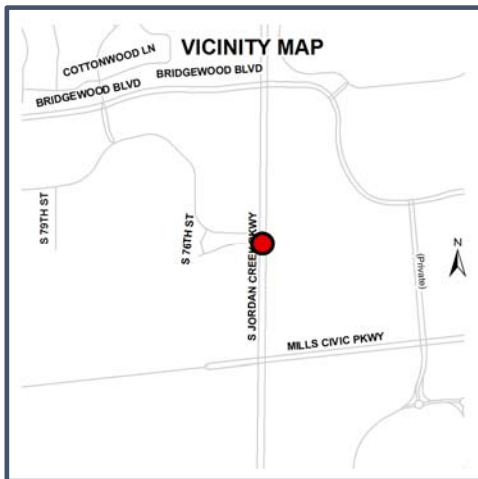 VICINITY MAP
COTTONWOOD LN
BRIDGEWOOD BLVD
BRIDGEWOOD BLVD
S 79TH ST
S 76TH ST
S JORDAN CREEK PKWY
N
(Private)
MILLS CIVIC PKWY